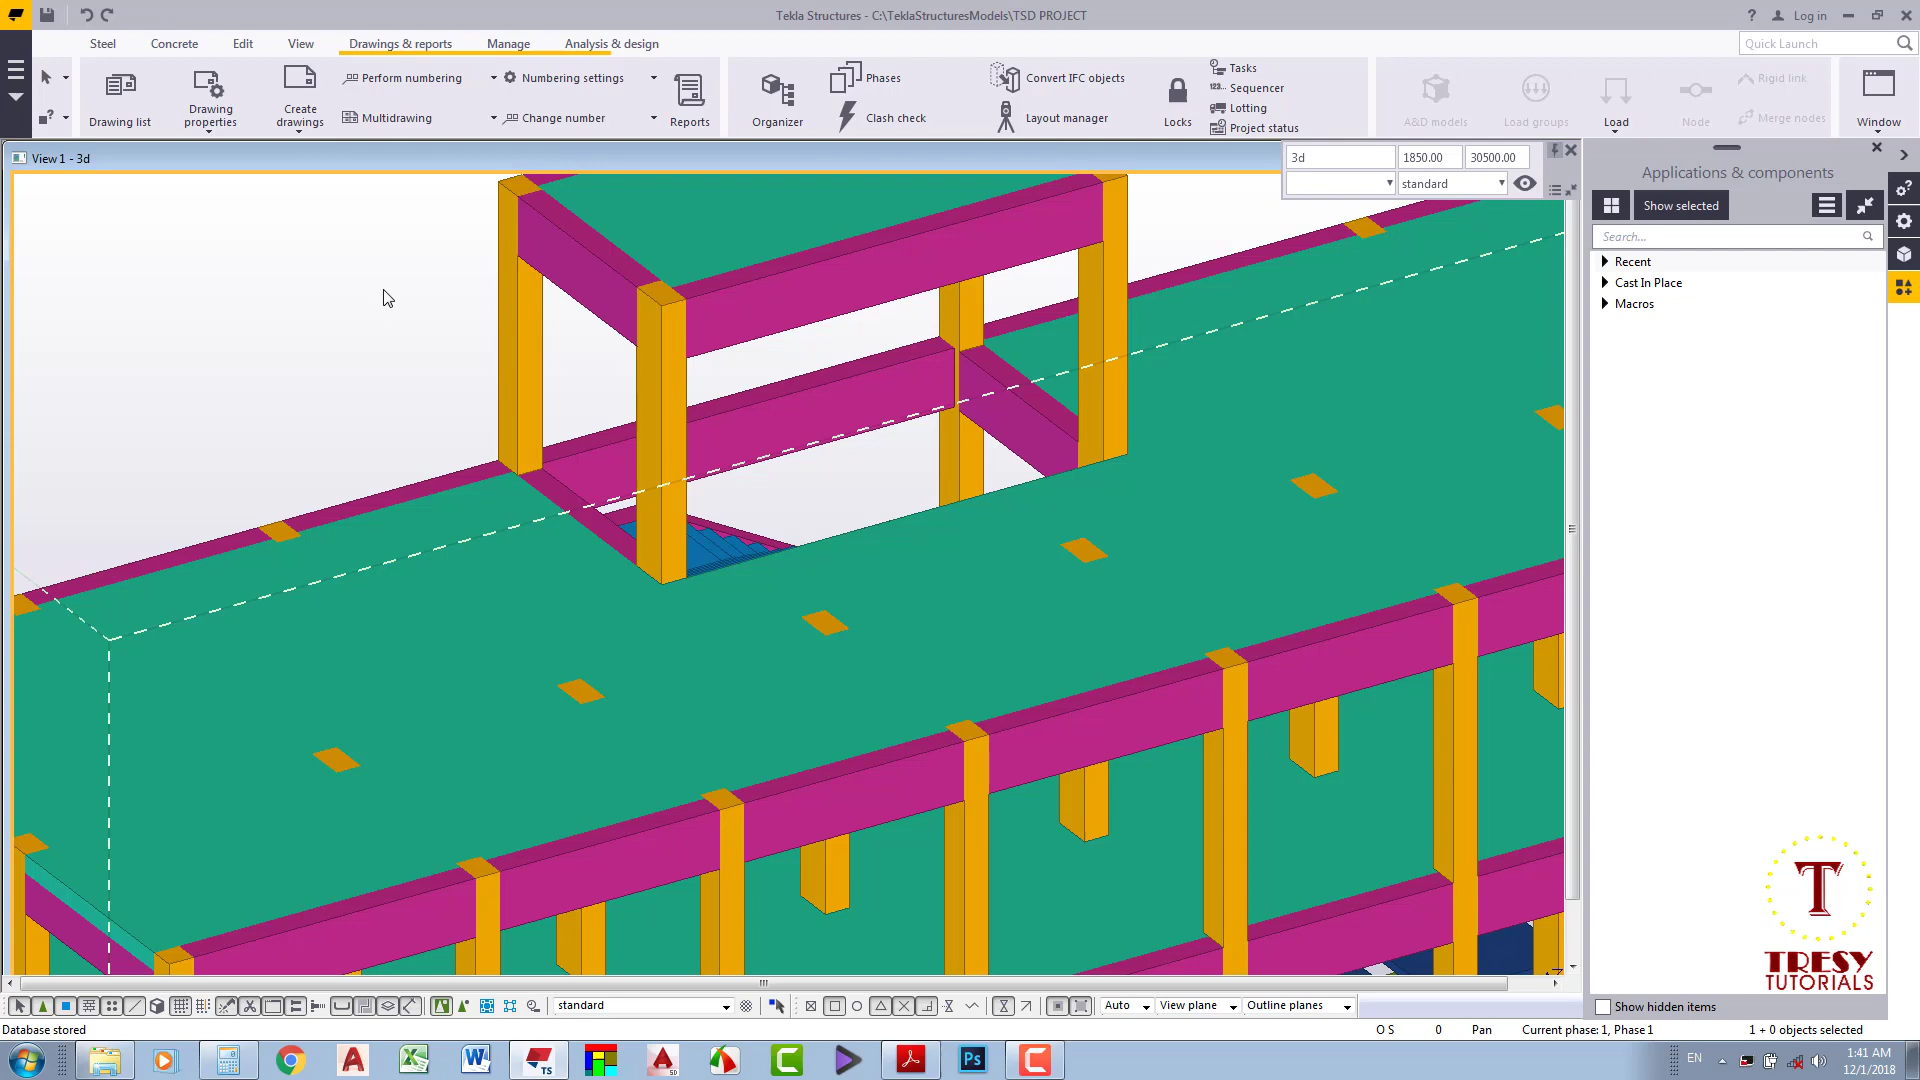 Tekla Structures - C:\TeklaStructuresModels\TSD PROJECT
? Log in
Steel Concrete Edit View Drawings & reports Manage Analysis & design
Quick Launch
Drawing list
Drawing properties
Create drawings
Perform numbering
Multidrawing
Numbering settings
Change number
Reports
Organizer
Phases
Clash check
Convert IFC objects
Layout manager
Locks
Tasks
Sequencer
Lotting
Project status
A&D models
Load groups
Load
Node
Rigid link
Merge nodes
Window
View 1 - 3d
3d 1850.00 30500.00
standard
Applications & components
Show selected
Search...
Recent
Cast In Place
Macros
T
TRESY
TUTORIALS
Show hidden items
standard
Auto View plane Outline planes
Database stored
O S 0 Pan Current phase: 1, Phase 1 1 + 0 objects selected
TS
SD
Ps
EN
1:41 AM
12/1/2018